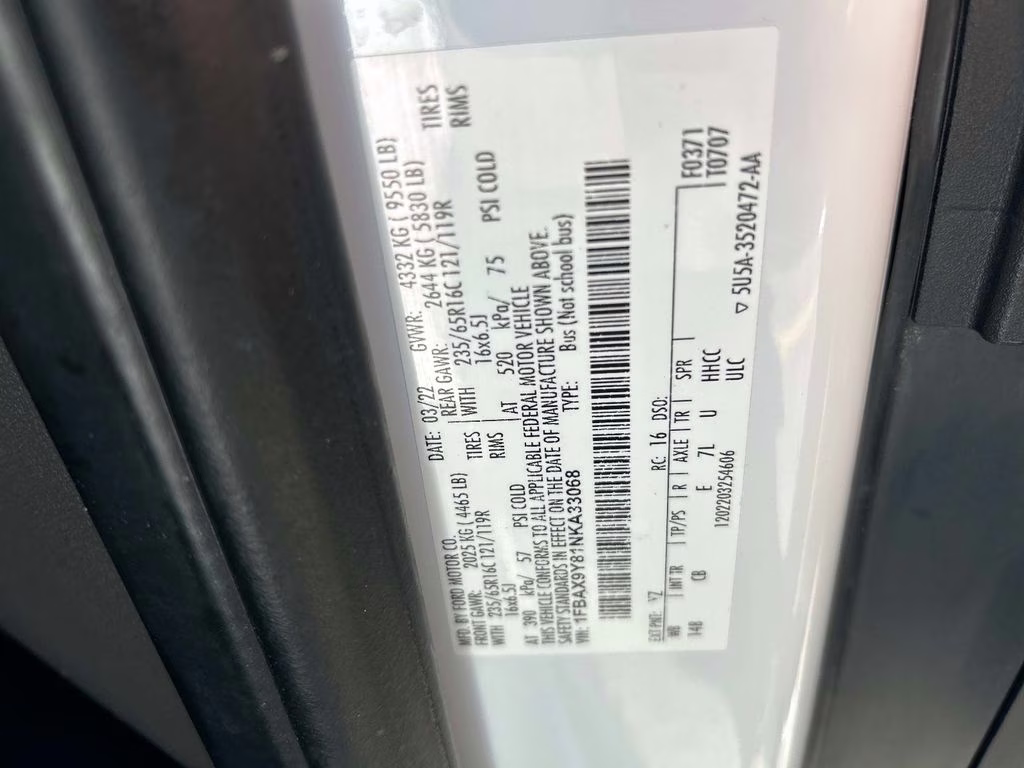 MFD. BY FORD MOTOR CO. DATE: 03/22 GVWR: 4332 KG ( 9550 LB)
FRONT GAWR: 2025 KG ( 4465 LB) REAR GAWR: 2644 KG ( 5830 LB)
WITH 235/65R16C 121/119R TIRES WITH 235/65R16C 121/119R TIRES
16x6.5J RIMS 16x6.5J RIMS
AT 390 kPa/ 57 PSI COLD AT 520 kPa/ 75 PSI COLD
THIS VEHICLE CONFORMS TO ALL APPLICABLE FEDERAL MOTOR VEHICLE
SAFETY STANDARDS IN EFFECT ON THE DATE OF MANUFACTURE SHOWN ABOVE.
VIN: 1FBAX9Y81NKA33068 TYPE: Bus (Not school bus)
EXT PNT: YZ RC: 16 DSO: F0371
WB INT TR TP/PS R AXLE TR SPR T0707
148 CB E 7L U HHCC
1202203254606 ULC
▽ 5U5A-3520472-AA